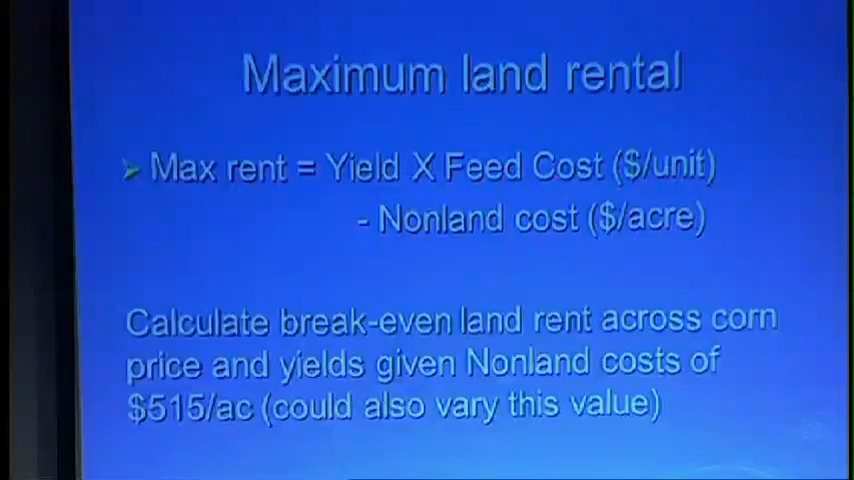 Maximum land rental
Max rent = Yield X Feed Cost ($/unit)
- Nonland cost ($/acre)
Calculate break-even land rent across corn
price and yields given Nonland costs of
$515/ac (could also vary this value)